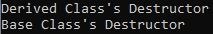 Derived Class's Destructor
Base Class's Destructor